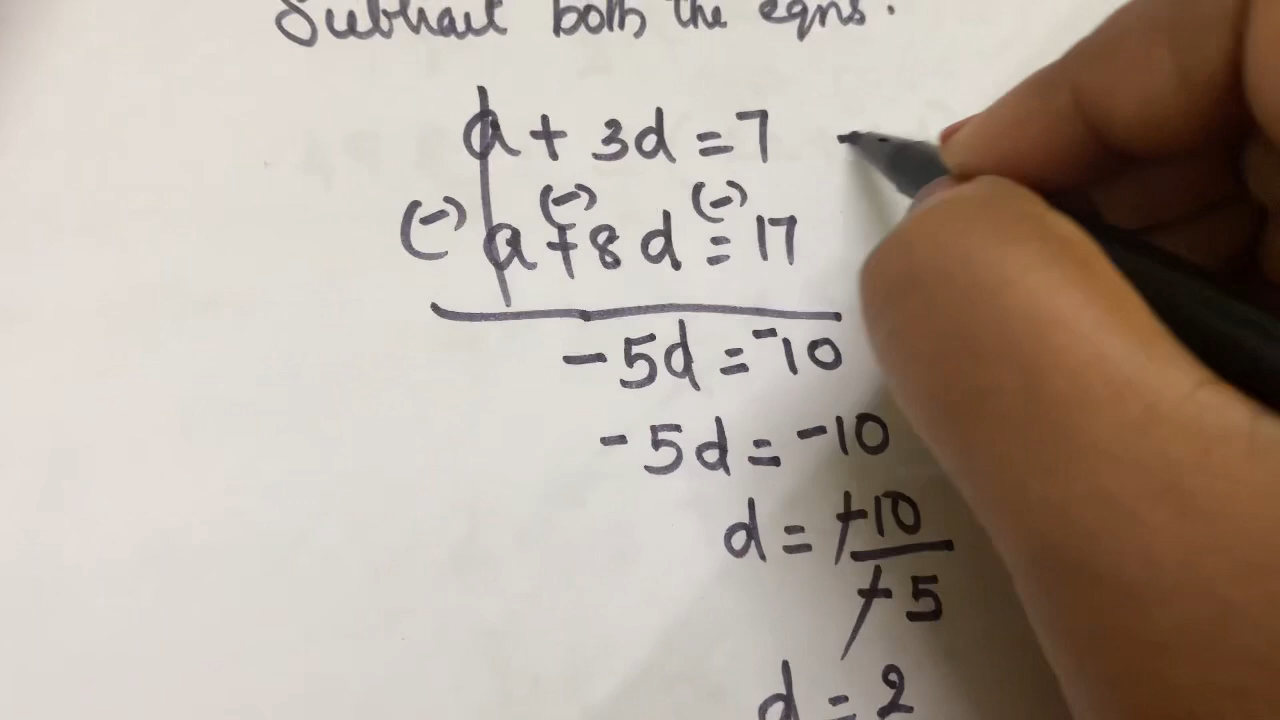 Subtract both the eqns.
a + 3d = 7
(-) (-) (-)
a + 8d = 17
-5d = -10
-5d = -10
d = -10
-5
d = 2